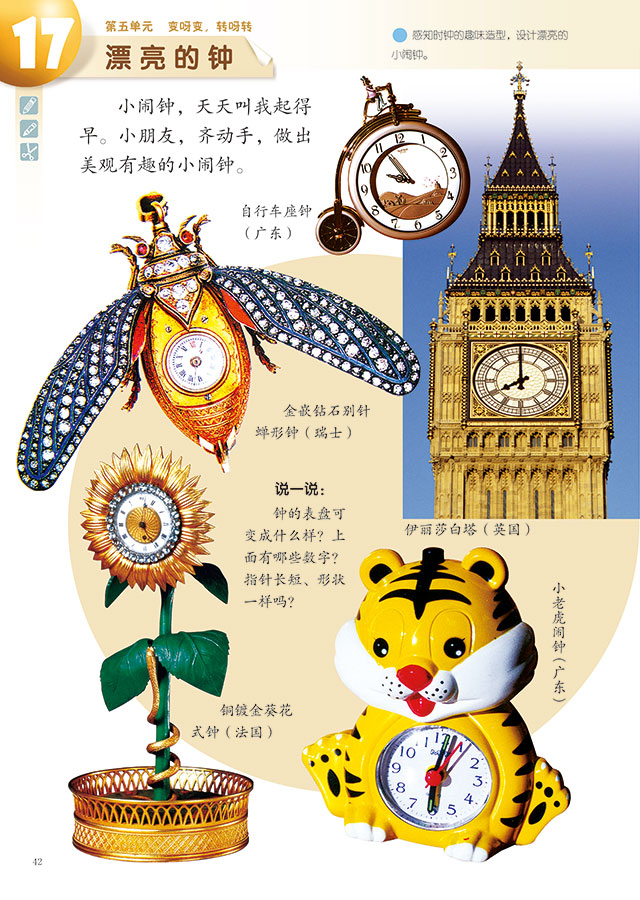 17
第五单元 变呀变，转呀转
漂亮的钟
感知时钟的趣味造型，设计漂亮的
小闹钟。
小闹钟，天天叫我起得
早。小朋友，齐动手，做出
美观有趣的小闹钟。
自行车座钟
（广东）
金嵌钻石别针
蝉形钟（瑞士）
伊丽莎白塔（英国）
说一说：
钟的表盘可
变成什么样？上
面有哪些数字？
指针长短、形状
一样吗？
小老虎闹钟（广东）
铜镀金葵花
式钟（法国）
42